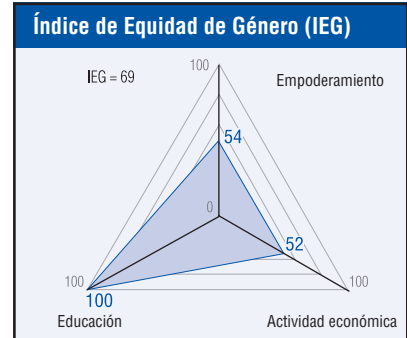 Índice de Equidad de Género (IEG)
IEG = 69
100
Empoderamiento
54
0
52
100
100
100
Educación
Actividad económica